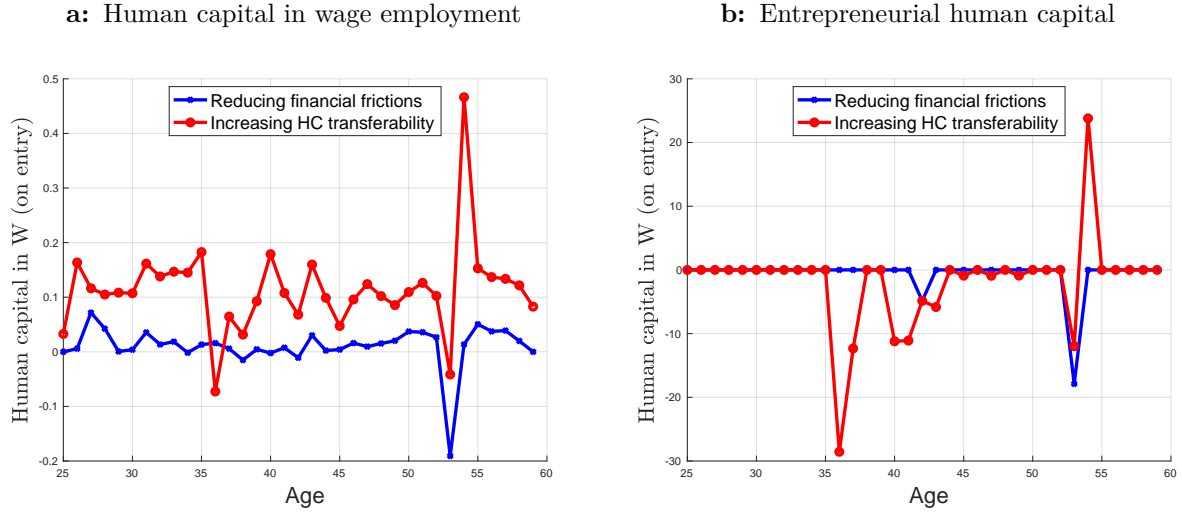 a: Human capital in wage employment
Human capital in W (on entry)
0.5
0.4
0.3
0.2
0.1
0
-0.1
-0.2
Reducing financial frictions
Increasing HC transferability
25 30 35 40 45 50 55 60
Age
b: Entrepreneurial human capital
Human capital in W (on entry)
30
20
10
0
-10
-20
-30
Reducing financial frictions
Increasing HC transferability
25 30 35 40 45 50 55 60
Age